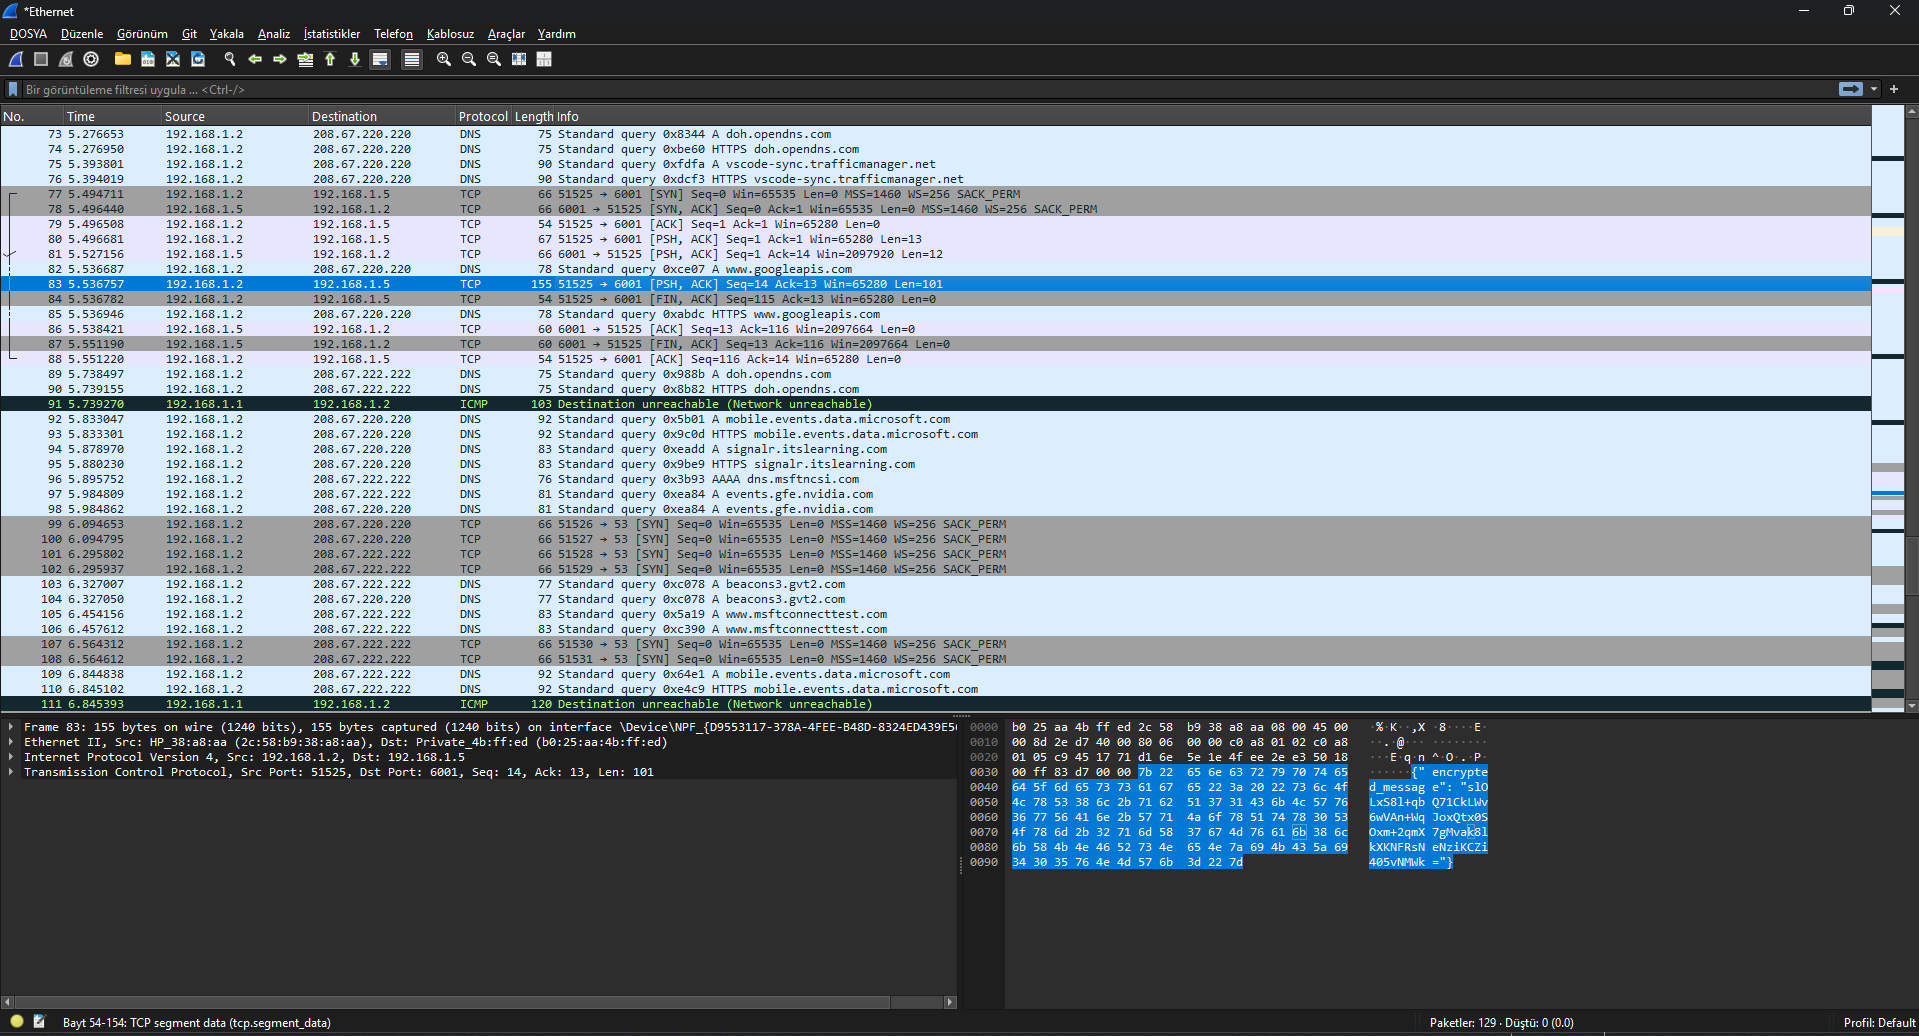 *Ethernet
DOSYA Düzenle Görünüm Git Yakala Analiz İstatistikler Telefon Kablosuz Araçlar Yardım
Bir görüntüleme filtresi uygula ... <Ctrl-/>
No. Time Source Destination Protocol Length Info
73 5.276653 192.168.1.2 208.67.220.220 DNS 75 Standard query 0x8344 A doh.opendns.com
74 5.276950 192.168.1.2 208.67.220.220 DNS 75 Standard query 0xbe60 HTTPS doh.opendns.com
75 5.393801 192.168.1.2 208.67.220.220 DNS 90 Standard query 0xfdfa A vscode-sync.trafficmanager.net
76 5.394019 192.168.1.2 208.67.220.220 DNS 90 Standard query 0xdcf3 HTTPS vscode-sync.trafficmanager.net
77 5.494711 192.168.1.2 192.168.1.5 TCP 66 51525 → 6001 [SYN] Seq=0 Win=65535 Len=0 MSS=1460 WS=256 SACK_PERM
78 5.496440 192.168.1.5 192.168.1.2 TCP 66 6001 → 51525 [SYN, ACK] Seq=0 Ack=1 Win=65535 Len=0 MSS=1460 WS=256 SACK_PERM
79 5.496508 192.168.1.2 192.168.1.5 TCP 54 51525 → 6001 [ACK] Seq=1 Ack=1 Win=65280 Len=0
80 5.496681 192.168.1.2 192.168.1.5 TCP 67 51525 → 6001 [PSH, ACK] Seq=1 Ack=1 Win=65280 Len=13
81 5.527156 192.168.1.5 192.168.1.2 TCP 66 6001 → 51525 [PSH, ACK] Seq=1 Ack=14 Win=2097920 Len=12
82 5.536687 192.168.1.2 208.67.220.220 DNS 78 Standard query 0xce07 A www.googleapis.com
83 5.536757 192.168.1.2 192.168.1.5 TCP 155 51525 → 6001 [PSH, ACK] Seq=14 Ack=13 Win=65280 Len=101
84 5.536782 192.168.1.2 192.168.1.5 TCP 54 51525 → 6001 [FIN, ACK] Seq=115 Ack=13 Win=65280 Len=0
85 5.536946 192.168.1.2 208.67.220.220 DNS 78 Standard query 0xabdc HTTPS www.googleapis.com
86 5.538421 192.168.1.5 192.168.1.2 TCP 60 6001 → 51525 [ACK] Seq=13 Ack=116 Win=2097664 Len=0
87 5.551190 192.168.1.5 192.168.1.2 TCP 60 6001 → 51525 [FIN, ACK] Seq=13 Ack=116 Win=2097664 Len=0
88 5.551220 192.168.1.2 192.168.1.5 TCP 54 51525 → 6001 [ACK] Seq=116 Ack=14 Win=65280 Len=0
89 5.738497 192.168.1.2 208.67.222.222 DNS 75 Standard query 0x988b A doh.opendns.com
90 5.739155 192.168.1.2 208.67.222.222 DNS 75 Standard query 0x8b82 HTTPS doh.opendns.com
91 5.739270 192.168.1.1 192.168.1.2 ICMP 103 Destination unreachable (Network unreachable)
92 5.833047 192.168.1.2 208.67.220.220 DNS 92 Standard query 0x5b01 A mobile.events.data.microsoft.com
93 5.833301 192.168.1.2 208.67.220.220 DNS 92 Standard query 0x9c0d HTTPS mobile.events.data.microsoft.com
94 5.878970 192.168.1.2 208.67.220.220 DNS 83 Standard query 0xeadd A signalr.itslearning.com
95 5.880230 192.168.1.2 208.67.220.220 DNS 83 Standard query 0x9be9 HTTPS signalr.itslearning.com
96 5.895752 192.168.1.2 208.67.222.222 DNS 76 Standard query 0x3b93 AAAA dns.msftncsi.com
97 5.984809 192.168.1.2 208.67.222.222 DNS 81 Standard query 0xea84 A events.gfe.nvidia.com
98 5.984862 192.168.1.2 208.67.222.222 DNS 81 Standard query 0xea84 A events.gfe.nvidia.com
99 6.094653 192.168.1.2 208.67.220.220 TCP 66 51526 → 53 [SYN] Seq=0 Win=65535 Len=0 MSS=1460 WS=256 SACK_PERM
100 6.094795 192.168.1.2 208.67.220.220 TCP 66 51527 → 53 [SYN] Seq=0 Win=65535 Len=0 MSS=1460 WS=256 SACK_PERM
101 6.295802 192.168.1.2 208.67.222.222 TCP 66 51528 → 53 [SYN] Seq=0 Win=65535 Len=0 MSS=1460 WS=256 SACK_PERM
102 6.295937 192.168.1.2 208.67.222.222 TCP 66 51529 → 53 [SYN] Seq=0 Win=65535 Len=0 MSS=1460 WS=256 SACK_PERM
103 6.327007 192.168.1.2 208.67.222.222 DNS 77 Standard query 0xc078 A beacons3.gvt2.com
104 6.327050 192.168.1.2 208.67.222.222 DNS 77 Standard query 0xc078 A beacons3.gvt2.com
105 6.454156 192.168.1.2 208.67.222.222 DNS 83 Standard query 0x5a19 A www.msftconnecttest.com
106 6.457612 192.168.1.2 208.67.222.222 DNS 83 Standard query 0xc390 A www.msftconnecttest.com
107 6.564312 192.168.1.2 208.67.222.222 TCP 66 51530 → 53 [SYN] Seq=0 Win=65535 Len=0 MSS=1460 WS=256 SACK_PERM
108 6.564612 192.168.1.2 208.67.222.222 TCP 66 51531 → 53 [SYN] Seq=0 Win=65535 Len=0 MSS=1460 WS=256 SACK_PERM
109 6.844838 192.168.1.2 208.67.222.222 DNS 92 Standard query 0x64e1 A mobile.events.data.microsoft.com
110 6.845102 192.168.1.2 208.67.222.222 DNS 92 Standard query 0xe4c9 HTTPS mobile.events.data.microsoft.com
111 6.845393 192.168.1.1 192.168.1.2 ICMP 120 Destination unreachable (Network unreachable)
Frame 83: 155 bytes on wire (1240 bits), 155 bytes captured (1240 bits) on interface \Device\NPF_{D9553117-378A-4FEE-B48D-8324ED439E5
Ethernet II, Src: HP_38:a8:aa (2c:58:b9:38:a8:aa), Dst: Private_4b:ff:ed (b0:25:aa:4b:ff:ed)
Internet Protocol Version 4, Src: 192.168.1.2, Dst: 192.168.1.5
Transmission Control Protocol, Src Port: 51525, Dst Port: 6001, Seq: 14, Ack: 13, Len: 101
0000 b0 25 aa 4b ff ed 2c 58 b9 38 a8 aa 08 00 45 00 ·%·K··,X ·8····E·
0010 00 8d 2e d7 40 00 80 06 00 00 c0 a8 01 02 c0 a8 ··.·@··· ········
0020 01 05 c9 45 17 71 d1 6e 5e 1e 4f ee 2e e3 50 18 ···E·q·n ^·O·.·P·
0030 00 ff 83 d7 00 00 7b 22 65 6e 63 72 79 70 74 65 ······{" encrypte
0040 64 5f 6d 65 73 73 61 67 65 22 3a 20 22 73 6c 4f d_messag e": "slO
0050 4c 78 53 38 6c 2b 71 62 51 37 31 43 6b 4c 57 76 LxS8l+qb Q71CkLWv
0060 36 77 56 41 6e 2b 57 71 4a 6f 78 51 74 78 30 53 6wVAn+Wq JoxQtx0S
0070 4f 78 6d 2b 32 71 6d 58 37 67 4d 76 61 6b 38 6c Oxm+2qmX 7gMvak8l
0080 6b 58 4b 4e 46 52 73 4e 65 4e 7a 69 4b 43 5a 69 kXKNFRsN eNziKCZi
0090 34 30 35 76 4e 4d 57 6b 3d 22 7d 405vNMWk ="}
Bayt 54-154: TCP segment data (tcp.segment_data)
Paketler: 129 · Düştü: 0 (0.0)
Profil: Default